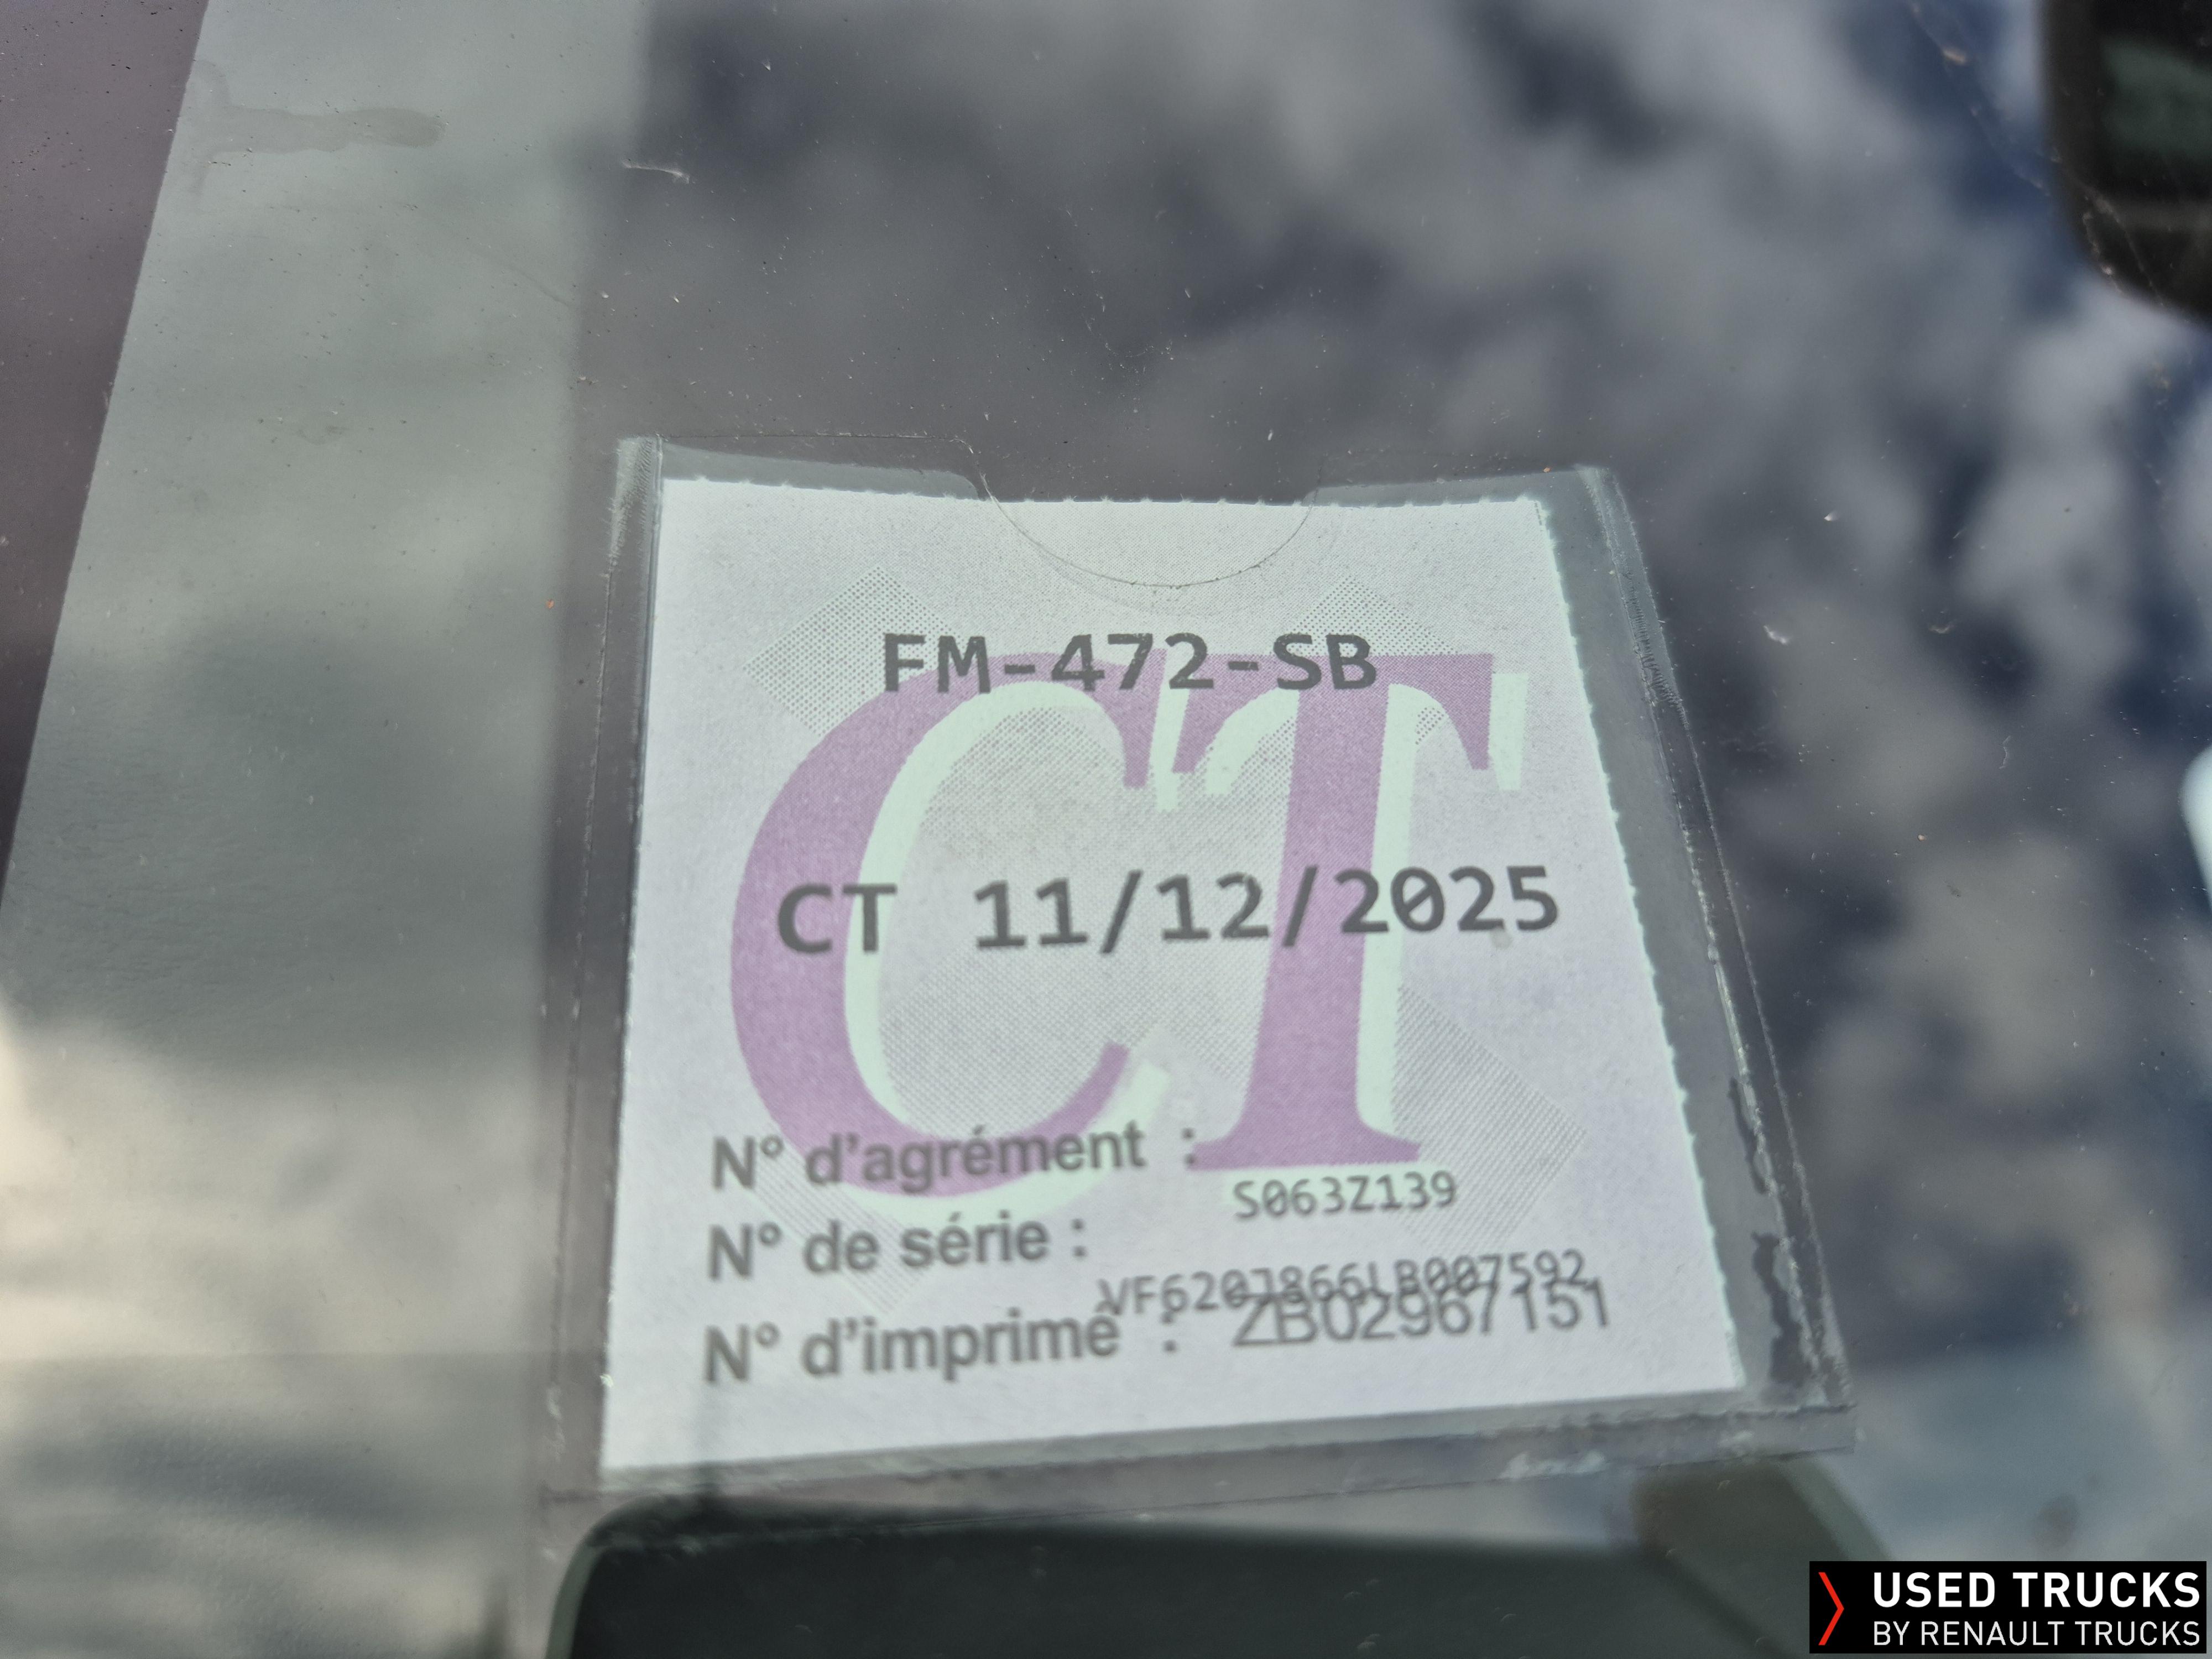 FM-472-SB
CT
CT 11/12/2025
N° d'agrément :
S063Z139
N° de série :
VF620J866LB007592
N° d'imprimé : ZB02967151
USED TRUCKS
BY RENAULT TRUCKS